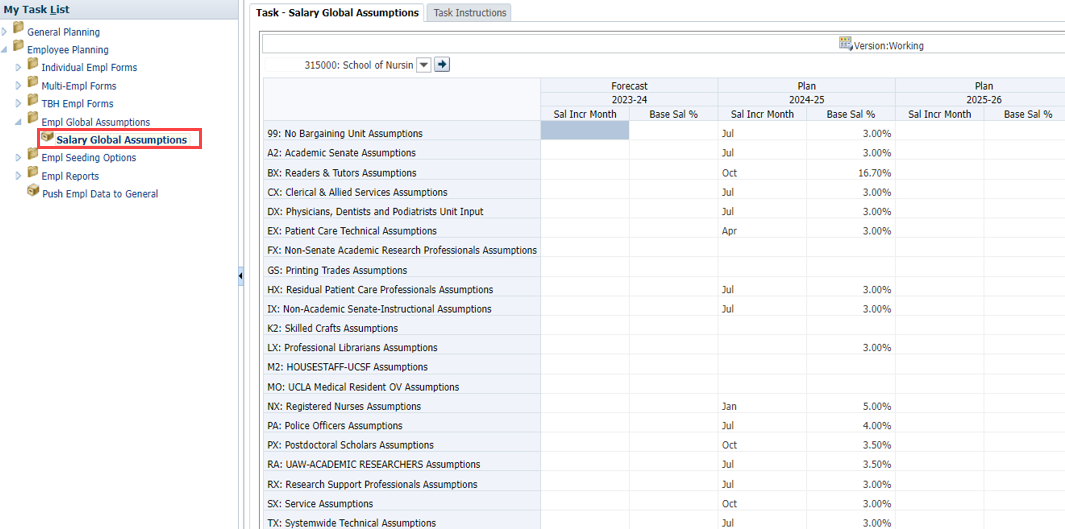 My Task List
General Planning
Employee Planning
Individual Empl Forms
Multi-Empl Forms
TBH Empl Forms
Empl Global Assumptions
Salary Global Assumptions
Empl Seeding Options
Empl Reports
Push Empl Data to General
Task - Salary Global Assumptions Task Instructions
Version:Working
315000: School of Nursin
Forecast Plan Plan
2023-24 2024-25 2025-26
Sal Incr Month Base Sal % Sal Incr Month Base Sal % Sal Incr Month Base Sal %
99: No Bargaining Unit Assumptions Jul 3.00%
A2: Academic Senate Assumptions Jul 3.00%
BX: Readers & Tutors Assumptions Oct 16.70%
CX: Clerical & Allied Services Assumptions Jul 3.00%
DX: Physicians, Dentists and Podiatrists Unit Input Jul 3.00%
EX: Patient Care Technical Assumptions Apr 3.00%
FX: Non-Senate Academic Research Professionals Assumptions
GS: Printing Trades Assumptions
HX: Residual Patient Care Professionals Assumptions Jul 3.00%
IX: Non-Academic Senate-Instructional Assumptions Jul 3.00%
K2: Skilled Crafts Assumptions
LX: Professional Librarians Assumptions 3.00%
M2: HOUSESTAFF-UCSF Assumptions
MO: UCLA Medical Resident OV Assumptions
NX: Registered Nurses Assumptions Jan 5.00%
PA: Police Officers Assumptions Jul 4.00%
PX: Postdoctoral Scholars Assumptions Oct 3.50%
RA: UAW-ACADEMIC RESEARCHERS Assumptions Jul 3.50%
RX: Research Support Professionals Assumptions Jul 3.00%
SX: Service Assumptions Oct 3.00%
TX: Systemwide Technical Assumptions Jul 3.00%